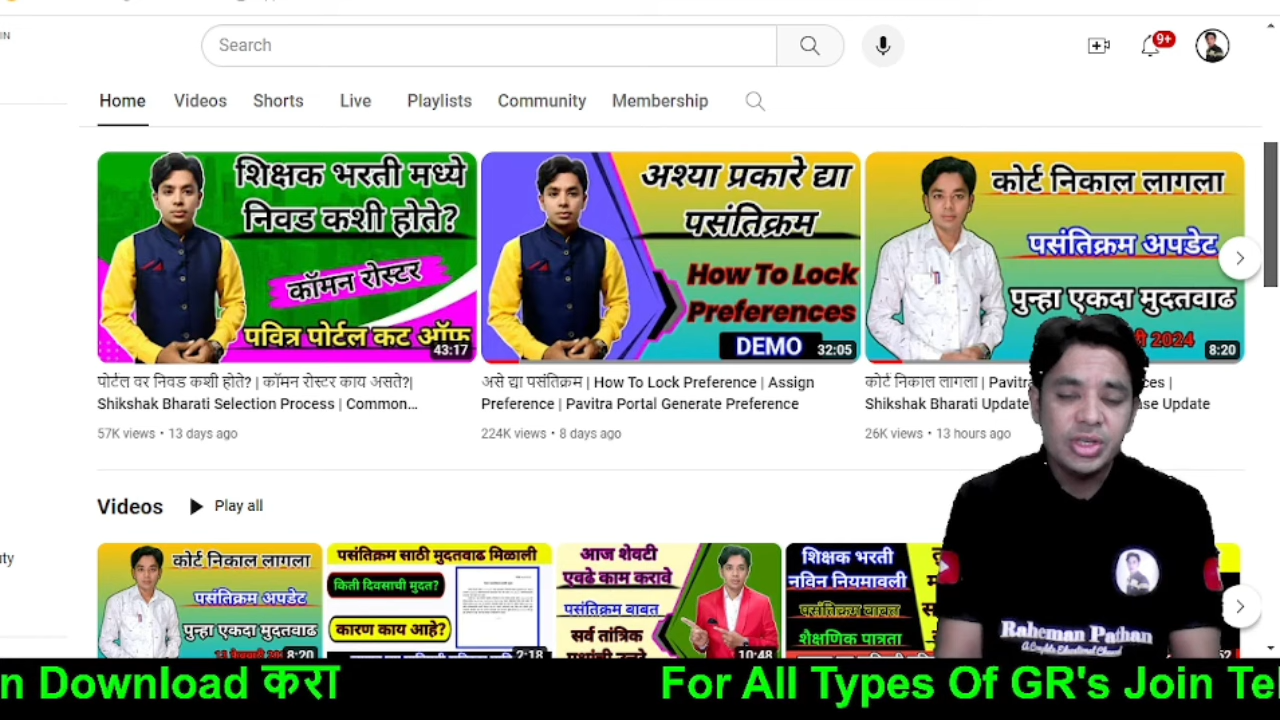 Search
9+
Home Videos Shorts Live Playlists Community Membership
शिक्षक भरती मध्ये
निवड कशी होते?
कॉमन रोस्टर
पवित्र पोर्टल कट ऑफ
43:17
अश्या प्रकारे द्या
पसंतिक्रम
How To Lock
Preferences
DEMO
32:05
कोर्ट निकाल लागला
पसंतिक्रम अपडेट
पुन्हा एकदा मुदतवाढ
2024
8:20
पोर्टल वर निवड कशी होते? | कॉमन रोस्टर काय असते?|
Shikshak Bharati Selection Process | Common...
57K views • 13 days ago
असे द्या पसंतिक्रम | How To Lock Preference | Assign
Preference | Pavitra Portal Generate Preference
224K views • 8 days ago
कोर्ट निकाल लागला | Pavitra
Shikshak Bharati Update
Update
26K views • 13 hours ago
Videos Play all
कोर्ट निकाल लागला
पसंतिक्रम अपडेट
पुन्हा एकदा मुदतवाढ
8:20
पसंतिक्रम साठी मुदतवाढ मिळाली
किती दिवसाची मुदत?
कारण काय आहे?
2:18
आज शेवटी
एवढे काम करावे
पसंतिक्रम बाबत
सर्व तांत्रिक
10:48
शिक्षक भरती
नविन नियमावली
पसंतिक्रम बाबत
शैक्षणिक पात्रता
Raheman Pathan
A Complete Educational Channel
n Download करा
For All Types Of GR's Join Tel